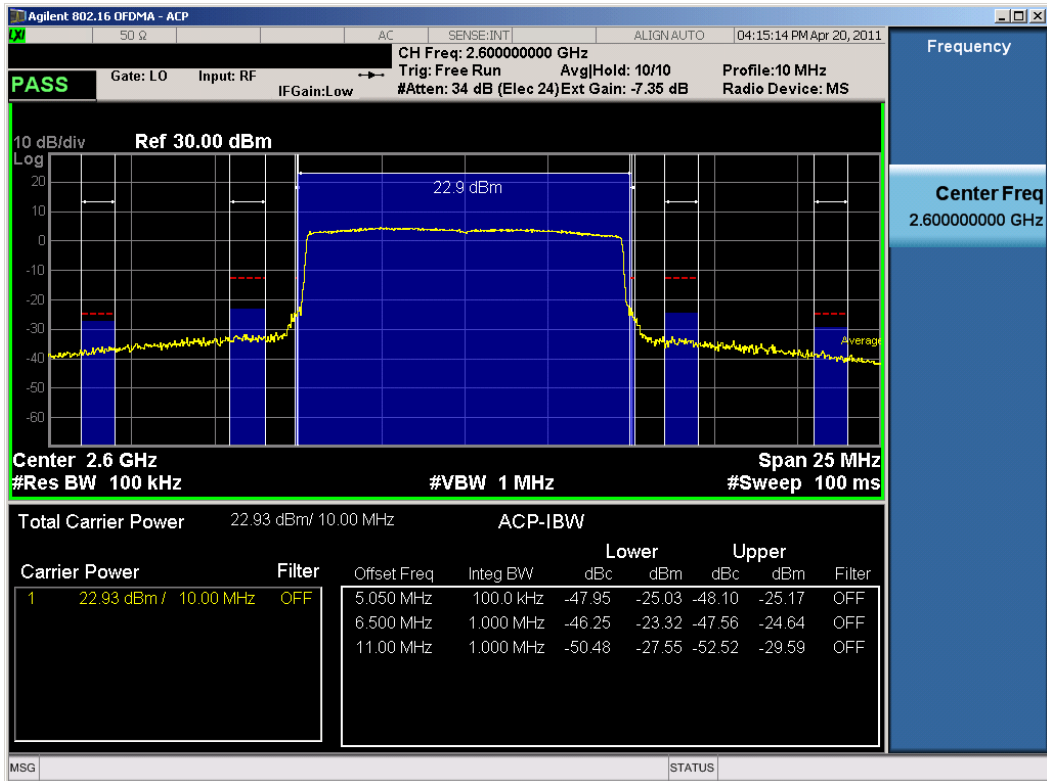 Agilent 802.16 OFDMA - ACP
LXI 50 Ω AC SENSE:INT ALIGN AUTO 04:15:14 PM Apr 20, 2011
CH Freq: 2.600000000 GHz
PASS Gate: LO Input: RF Trig: Free Run Avg|Hold: 10/10 Profile:10 MHz
IFGain:Low #Atten: 34 dB (Elec 24) Ext Gain: -7.35 dB Radio Device: MS
Frequency
Center Freq
2.600000000 GHz
10 dB/div Ref 30.00 dBm
Log
20
10
0
-10
-20
-30
-40
-50
-60
22.9 dBm
Average
Center 2.6 GHz Span 25 MHz
#Res BW 100 kHz #VBW 1 MHz #Sweep 100 ms
Total Carrier Power 22.93 dBm/ 10.00 MHz ACP-IBW
Lower Upper
Carrier Power Filter
1 22.93 dBm / 10.00 MHz OFF
Offset Freq Integ BW dBc dBm dBc dBm Filter
5.050 MHz 100.0 kHz -47.95 -25.03 -48.10 -25.17 OFF
6.500 MHz 1.000 MHz -46.25 -23.32 -47.56 -24.64 OFF
11.00 MHz 1.000 MHz -50.48 -27.55 -52.52 -29.59 OFF
MSG STATUS